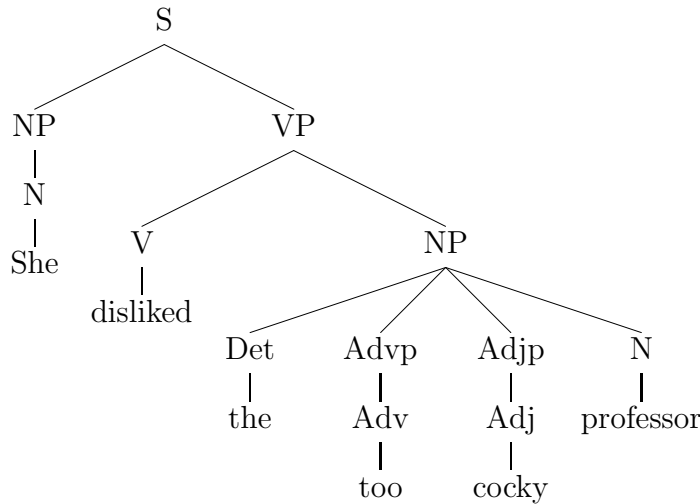 S
NP VP
N
V NP
She
disliked
Det Advp Adjp N
the Adv Adj professor
too cocky